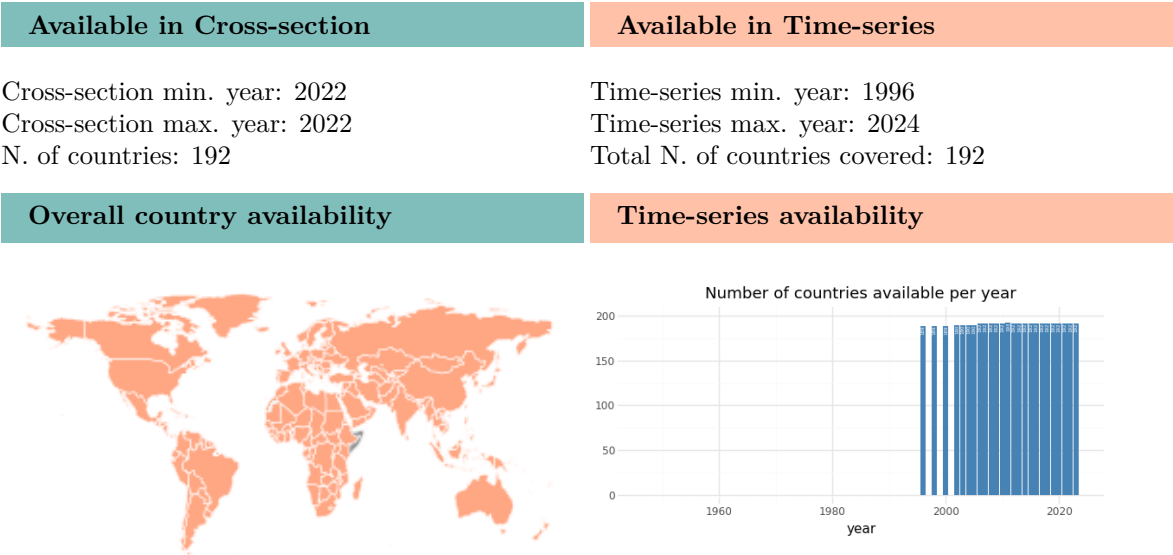 Available in Cross-section
Available in Time-series
Cross-section min. year: 2022
Cross-section max. year: 2022
N. of countries: 192
Time-series min. year: 1996
Time-series max. year: 2024
Total N. of countries covered: 192
Overall country availability
Time-series availability
Number of countries available per year
200
150
100
50
0
1960
1980
2000
2020
year